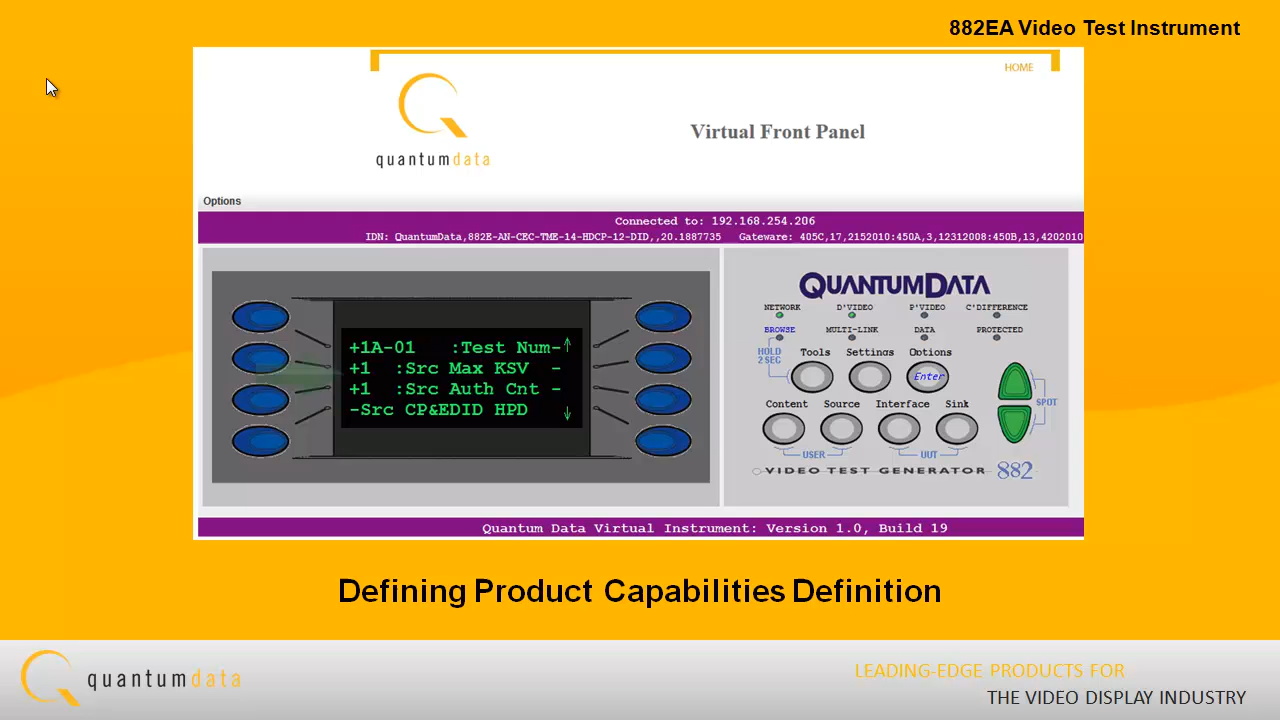 882EA Video Test Instrument
HOME
Virtual Front Panel
quantumdata
Options
Connected to: 192.168.254.206
IDN: QuantumData,882E-AN-CEC-TME-14-HDCP-12-DID,,20.1887735 Gateware: 405C,17,2152010:450A,3,12312008:450B,13,4202010
QUANTUMDATA
NETWORK D'VIDEO P'VIDEO C'DIFFERENCE
BROWSE MULTI-LINK DATA PROTECTED
HOLD
2 SEC
Tools Settings Options
Enter
+1A-01 :Test Num-↑
+1 :Src Max KSV -
+1 :Src Auth Cnt -
-Src CP&EDID HPD ↓
Content Source Interface Sink
SPOT
USER UUT
VIDEO TEST GENERATOR 882
Quantum Data Virtual Instrument: Version 1.0, Build 19
Defining Product Capabilities Definition
quantumdata
LEADING-EDGE PRODUCTS FOR
THE VIDEO DISPLAY INDUSTRY